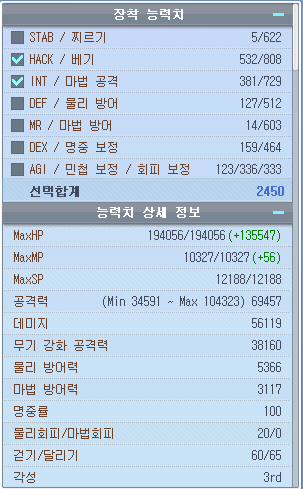 장착 능력치
STAB / 찌르기 5/622
HACK / 베기 532/808
INT / 마법 공격 381/729
DEF / 물리 방어 127/512
MR / 마법 방어 14/603
DEX / 명중 보정 159/464
AGI / 민첩 보정 / 회피 보정 123/336/333
선택합계 2450
능력치 상세 정보
MaxHP 194056/194056(+135547)
MaxMP 10327/10327(+56)
MaxSP 12188/12188
공격력 (Min 34591 ~ Max 104323) 69457
데미지 56119
무기 강화 공격력 38160
물리 방어력 5366
마법 방어력 3117
명중률 100
물리회피/마법회피 20/0
걷기/달리기 60/65
각성 3rd